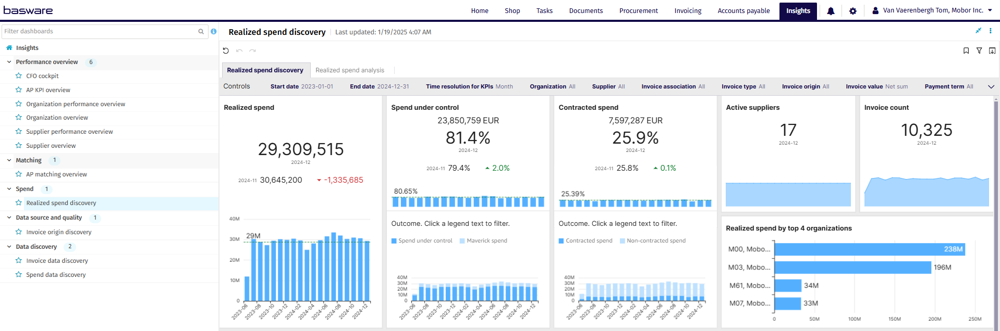 basware
Home Shop Tasks Documents Procurement Invoicing Accounts payable Insights Van Vaerenbergh Tom, Mobor Inc.
Filter dashboards
Insights
Performance overview 6
CFO cockpit
AP KPI overview
Organization performance overview
Organization overview
Supplier performance overview
Supplier overview
Matching 1
AP matching overview
Spend 1
Realized spend discovery
Data source and quality 1
Invoice origin discovery
Data discovery 2
Invoice data discovery
Spend data discovery
Realized spend discovery Last updated: 1/19/2025 4:07 AM
Realized spend discovery Realized spend analysis
Controls Start date 2023-01-01 End date 2024-12-31 Time resolution for KPIs Month Organization All Supplier All Invoice association All Invoice type All Invoice origin All Invoice value Net sum Payment term All
Realized spend
29,309,515
2024-12
2024-11 30,645,200 -1,335,685
40M
29M
30M
20M
10M
0
2023-06 2023-08 2023-10 2023-12 2024-02 2024-04 2024-06 2024-08 2024-10 2024-12
Spend under control
23,850,759 EUR
81.4%
2024-12
2024-11 79.4% 2.0%
80.65%
Outcome. Click a legend text to filter.
Spend under control Maverick spend
40M
30M
20M
10M
0
2023-06 2023-08 2023-10 2023-12 2024-02 2024-04 2024-06 2024-08 2024-10 2024-12
Contracted spend
7,597,287 EUR
25.9%
2024-12
2024-11 25.8% 0.1%
25.39%
Outcome. Click a legend text to filter.
Contracted spend Non-contracted spend
40M
30M
20M
10M
0
2023-06 2023-08 2023-10 2023-12 2024-02 2024-04 2024-06 2024-08 2024-10 2024-12
Active suppliers
17
2024-12
Invoice count
10,325
2024-12
Realized spend by top 4 organizations
M00, Mobo... 238M
M03, Mobo... 196M
M61, Mobo... 34M
M07, Mobo... 33M
0 50M 100M 150M 200M 250M